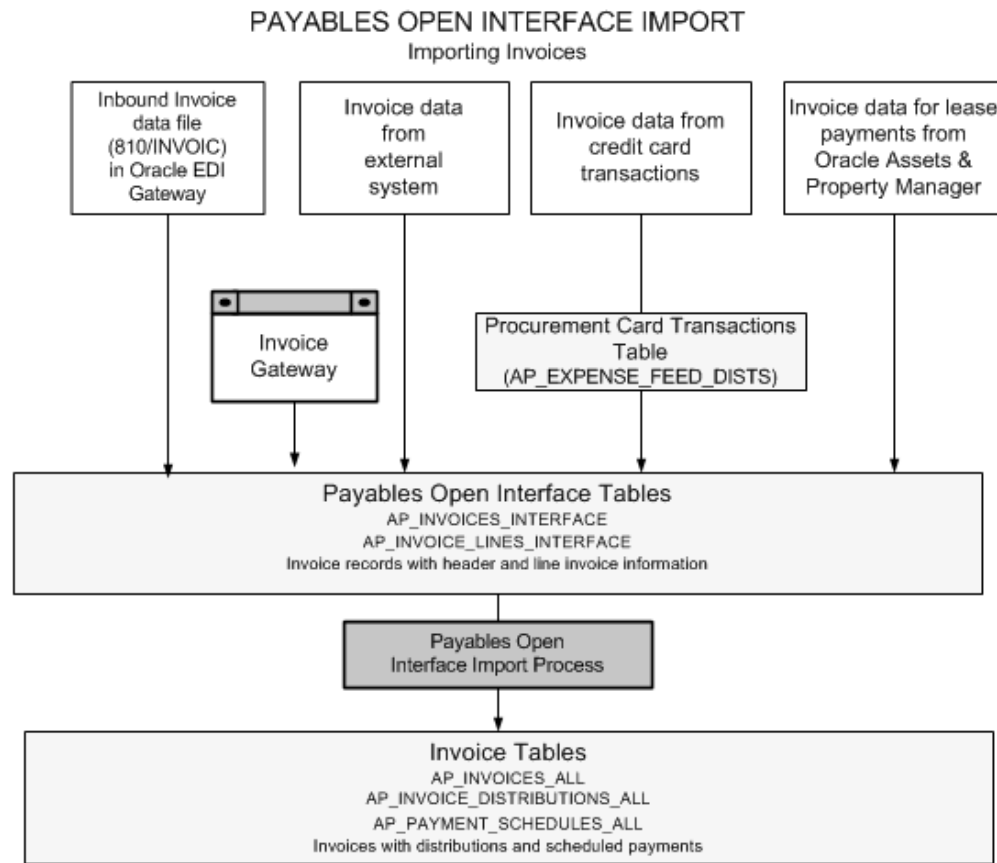 PAYABLES OPEN INTERFACE IMPORT
Importing Invoices
Inbound Invoice
data file
(810/INVOIC)
in Oracle EDI
Gateway
Invoice data
from
external
system
Invoice data from
credit card
transactions
Invoice data for lease
payments from
Oracle Assets &
Property Manager
Invoice
Gateway
Procurement Card Transactions
Table
(AP_EXPENSE_FEED_DISTS)
Payables Open Interface Tables
AP_INVOICES_INTERFACE
AP_INVOICE_LINES_INTERFACE
Invoice records with header and line invoice information
Payables Open
Interface Import Process
Invoice Tables
AP_INVOICES_ALL
AP_INVOICE_DISTRIBUTIONS_ALL
AP_PAYMENT_SCHEDULES_ALL
Invoices with distributions and scheduled payments